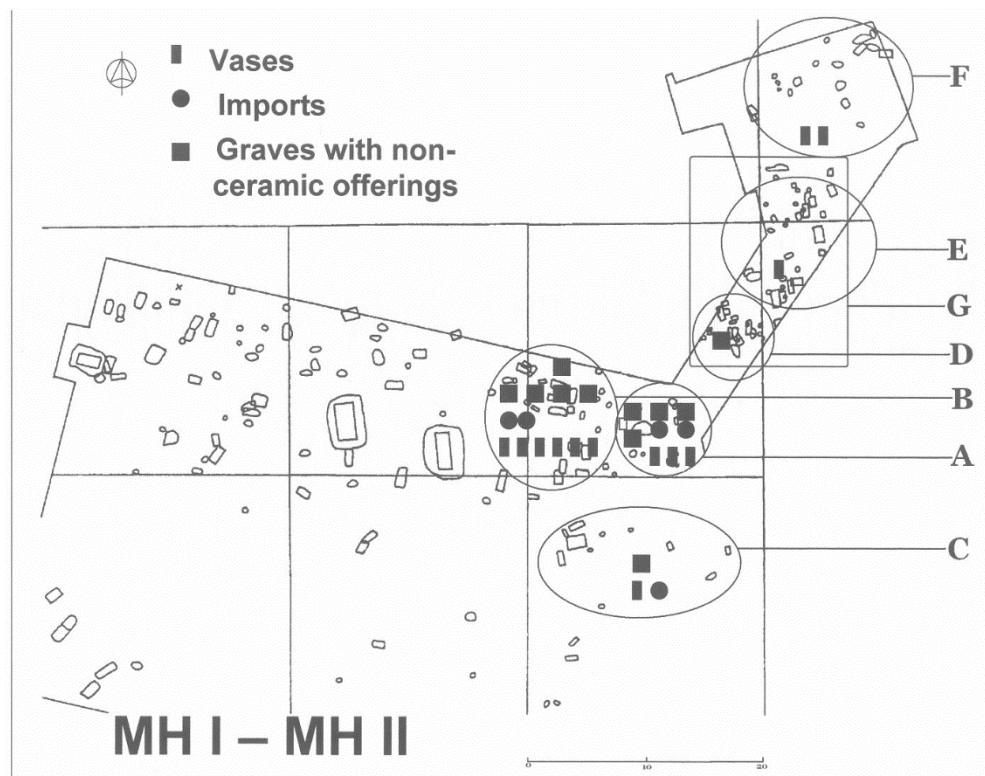 Vases
Imports
Graves with non-
ceramic offerings
F
E
G
D
B
A
C
MH I – MH II
0 10 20